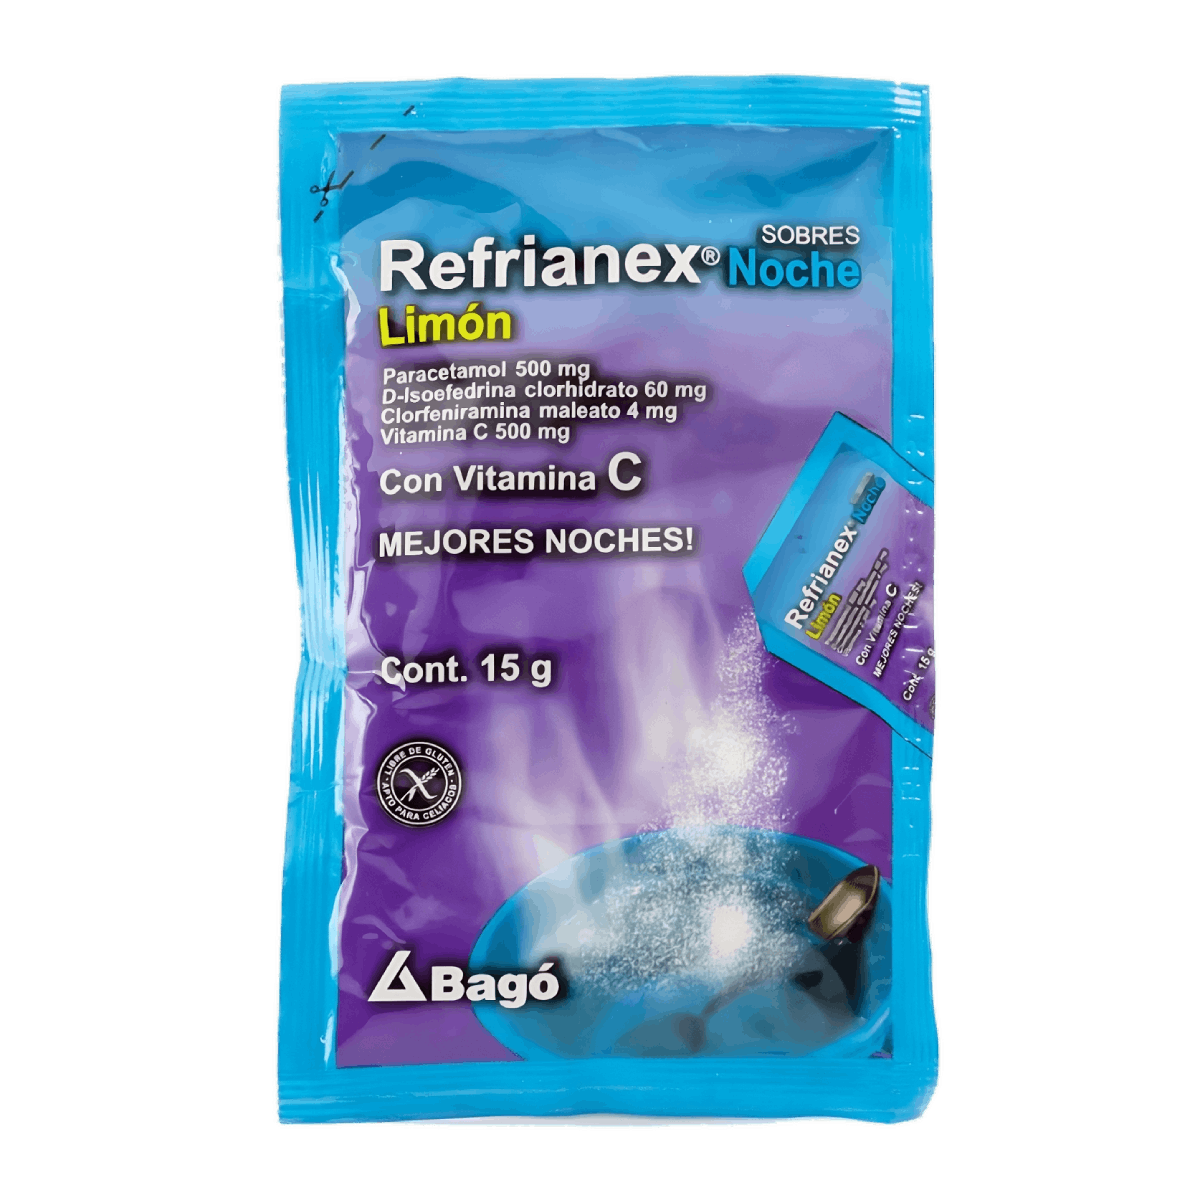 SOBRES
Refrianex® Noche
Limón
Paracetamol 500 mg
D-Isoefedrina clorhidrato 60 mg
Clorfeniramina maleato 4 mg
Vitamina C 500 mg
Con Vitamina C
MEJORES NOCHES!
Cont. 15 g
LIBRE DE GLUTEN
APTO PARA CELIACOS
Bagó
Refrianex Noche
Limón
Con Vitamina C
MEJORES NOCHES!
Cont. 15 g